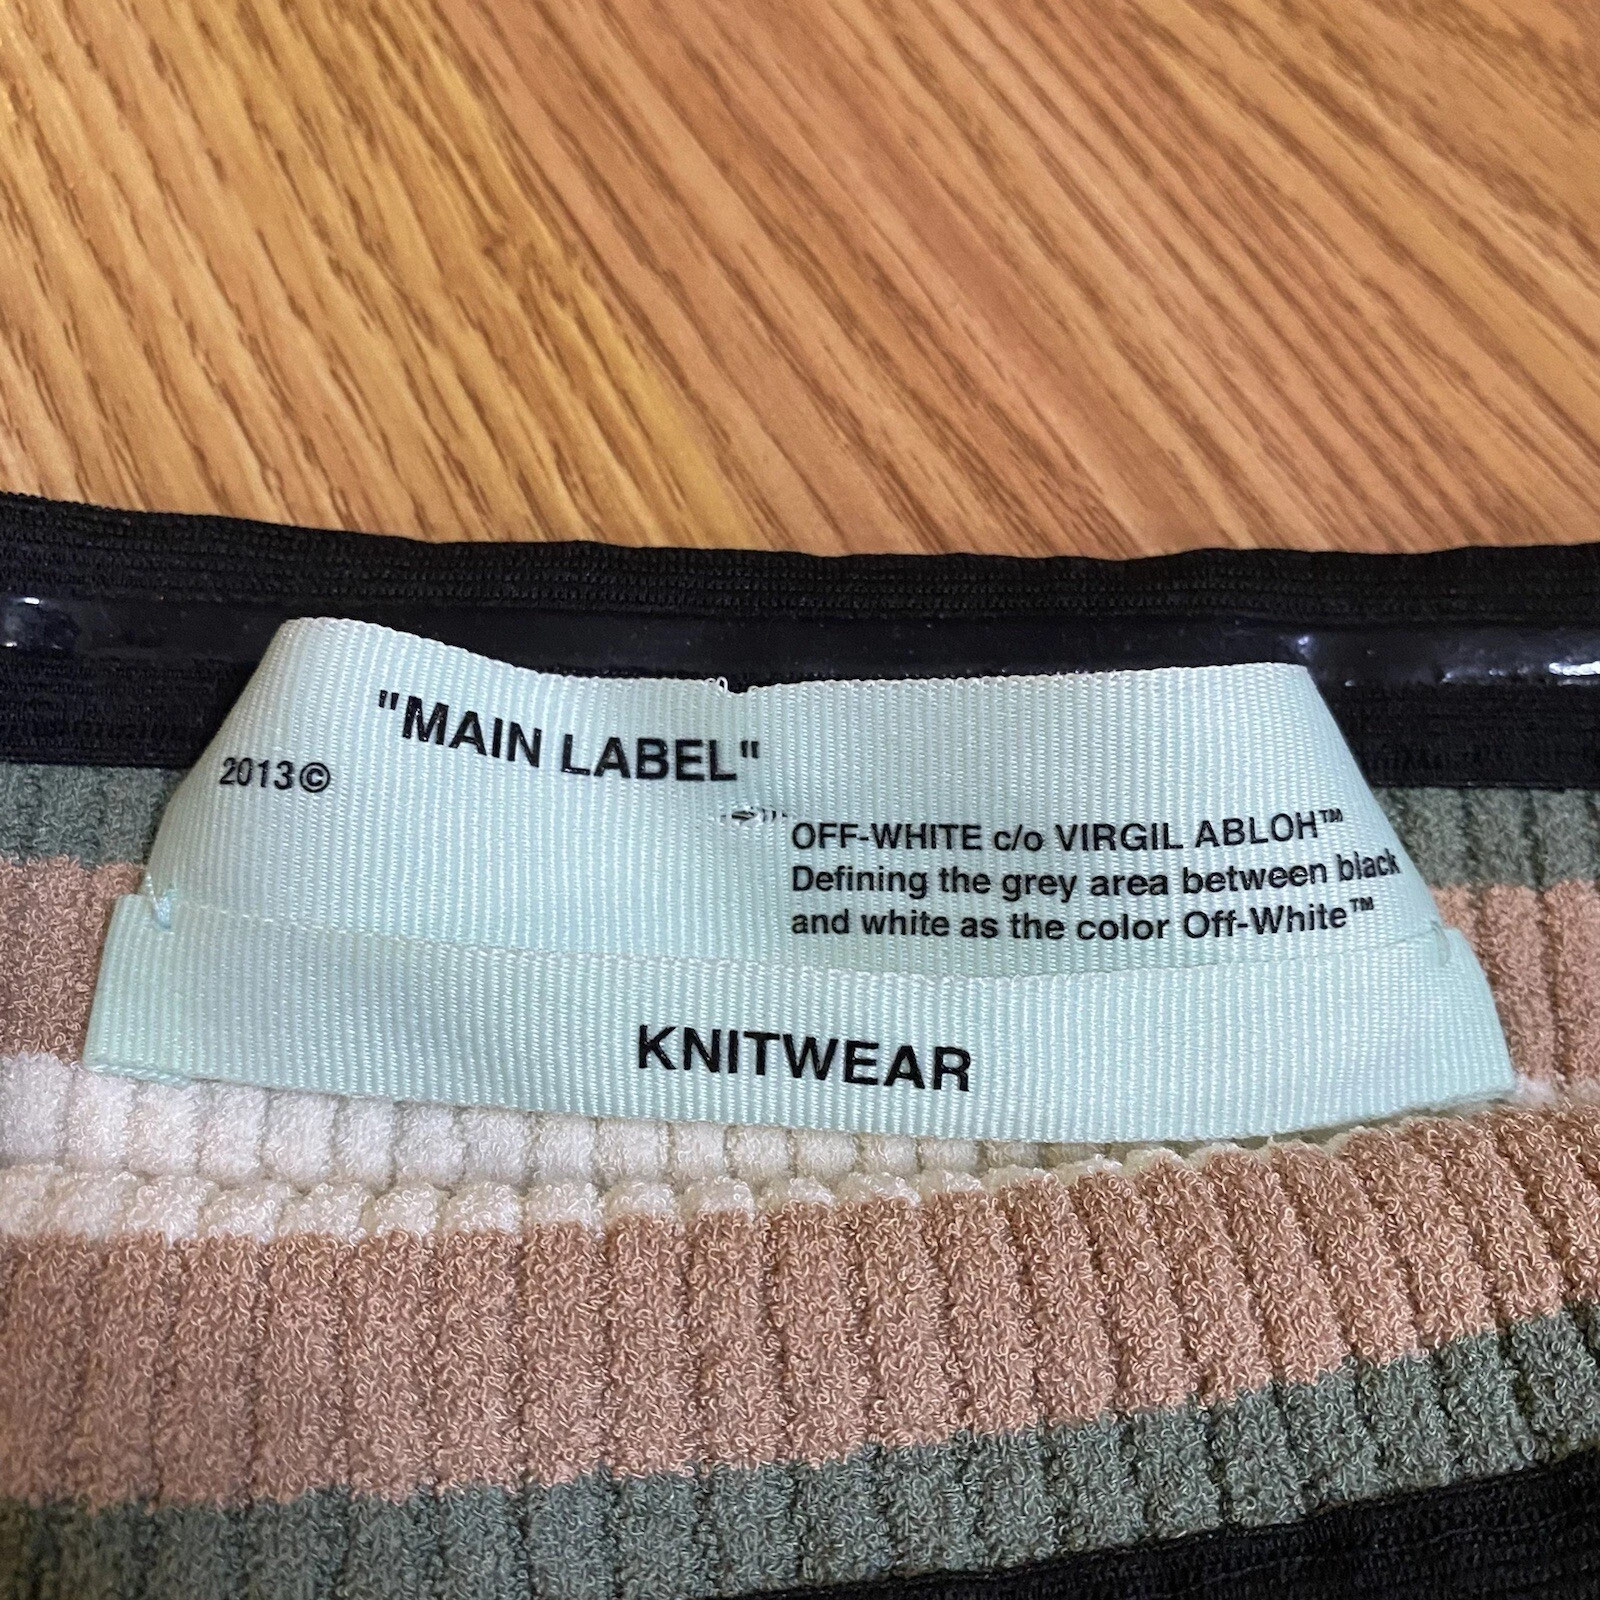 "MAIN LABEL"
2013©
OFF-WHITE c/o VIRGIL ABLOH™
Defining the grey area between black
and white as the color Off-White™
KNITWEAR